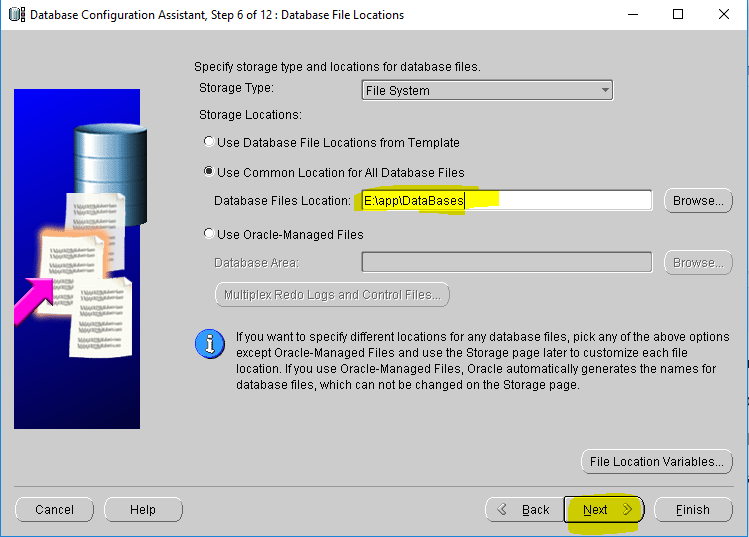 Database Configuration Assistant, Step 6 of 12 : Database File Locations
Specify storage type and locations for database files.
Storage Type: File System
Storage Locations:
Use Database File Locations from Template
Use Common Location for All Database Files
Database Files Location: E:\app\DataBases Browse...
Use Oracle-Managed Files
Database Area: Browse...
Multiplex Redo Logs and Control Files...
If you want to specify different locations for any database files, pick any of the above options
except Oracle-Managed Files and use the Storage page later to customize each file
location. If you use Oracle-Managed Files, Oracle automatically generates the names for
database files, which can not be changed on the Storage page.
File Location Variables...
Cancel Help Back Next Finish